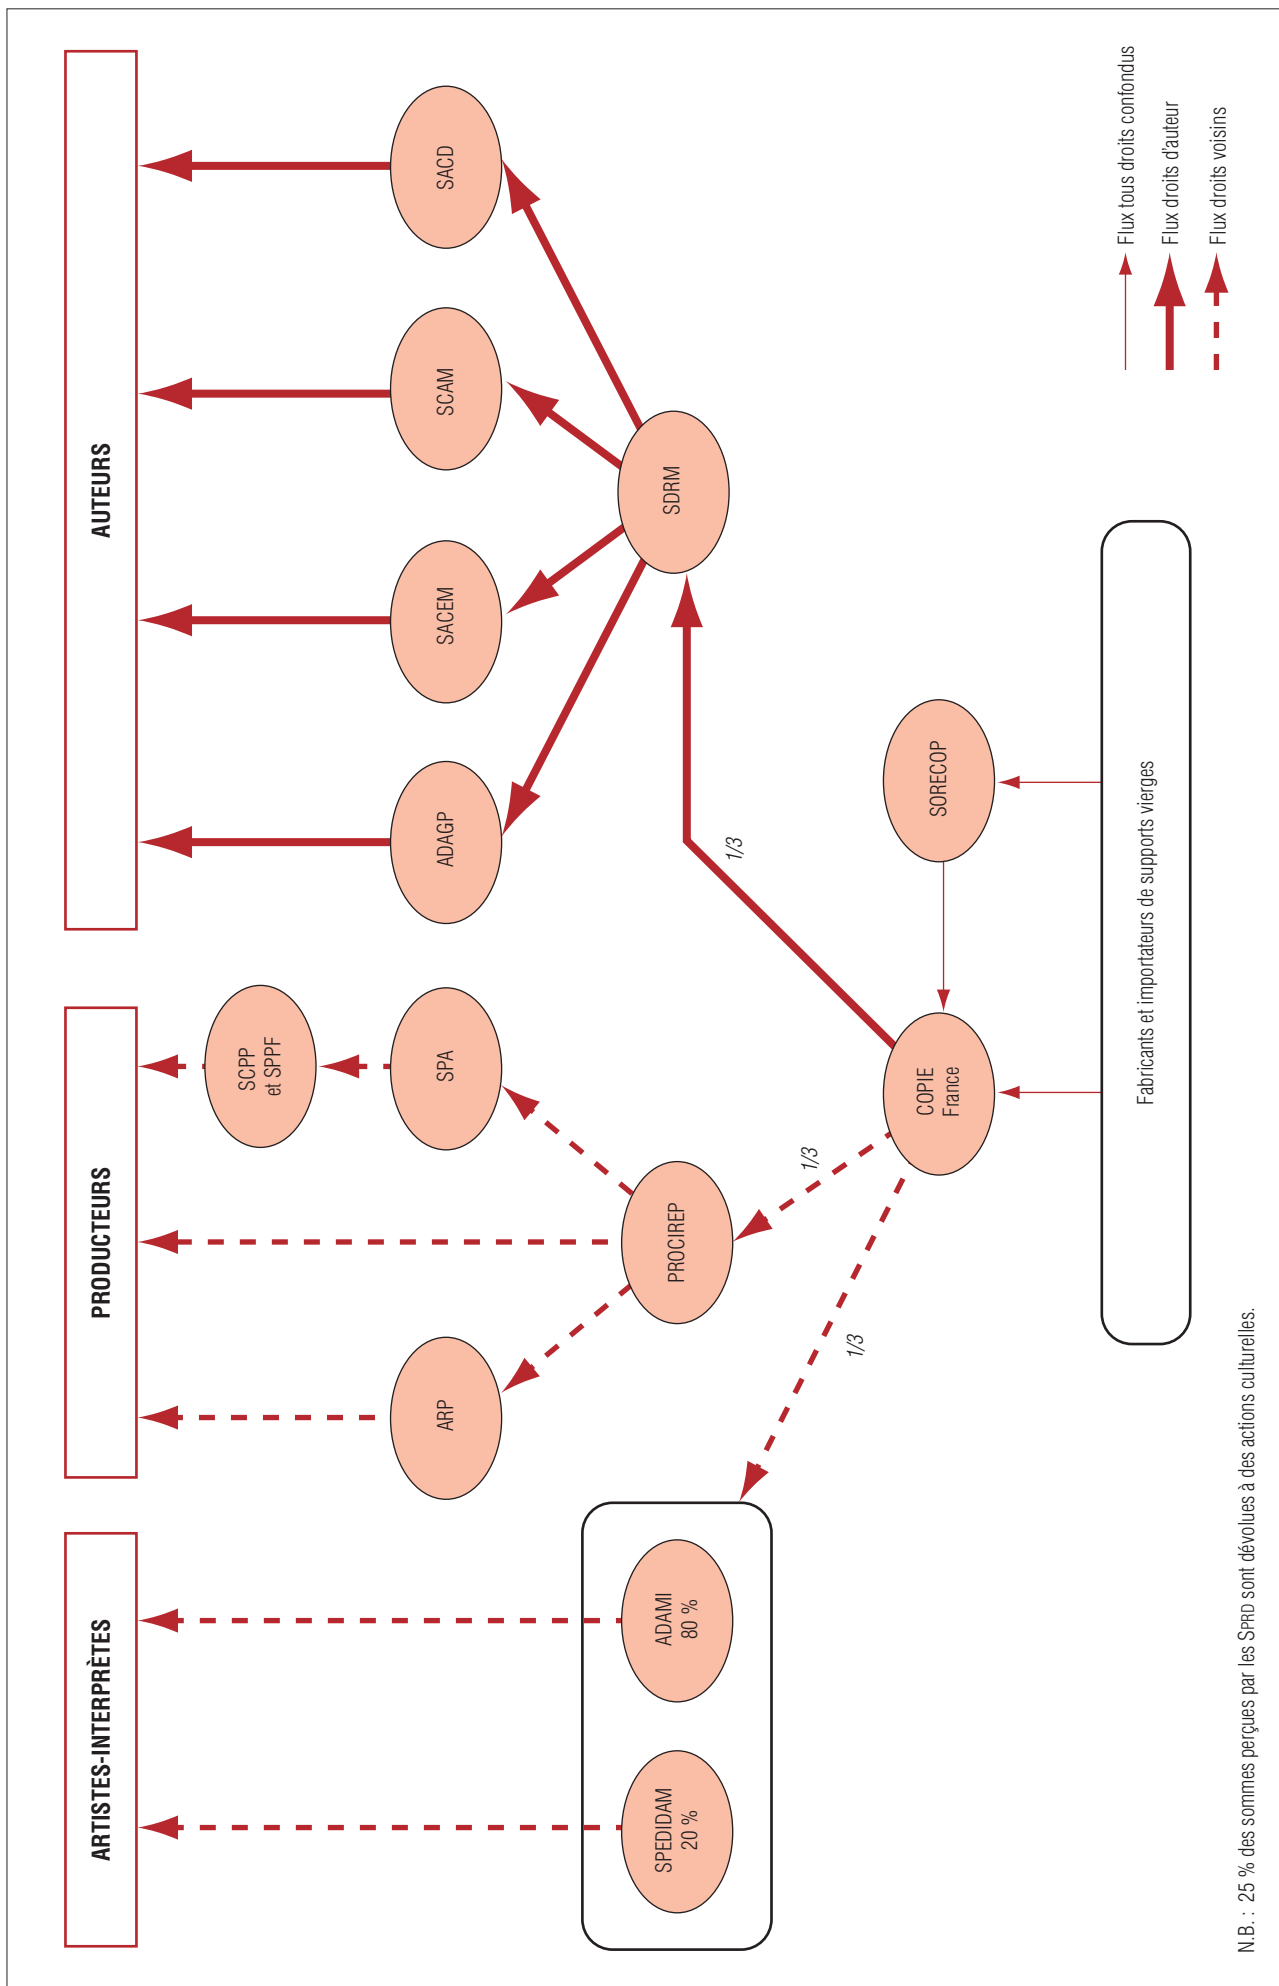 ARTISTES-INTERPRÈTES
PRODUCTEURS
AUTEURS
SCPP
et SPPF
ARP
SPA
ADAGP
SACEM
SCAM
SACD
SPEDIDAM
20 %
ADAMI
80 %
PROCIREP
SDRM
1/3
1/3
1/3
COPIE
France
SORECOP
Fabricants et importateurs de supports vierges
Flux tous droits confondus
Flux droits d'auteur
Flux droits voisins
N.B. : 25 % des sommes perçues par les SPRD sont dévolues à des actions culturelles.